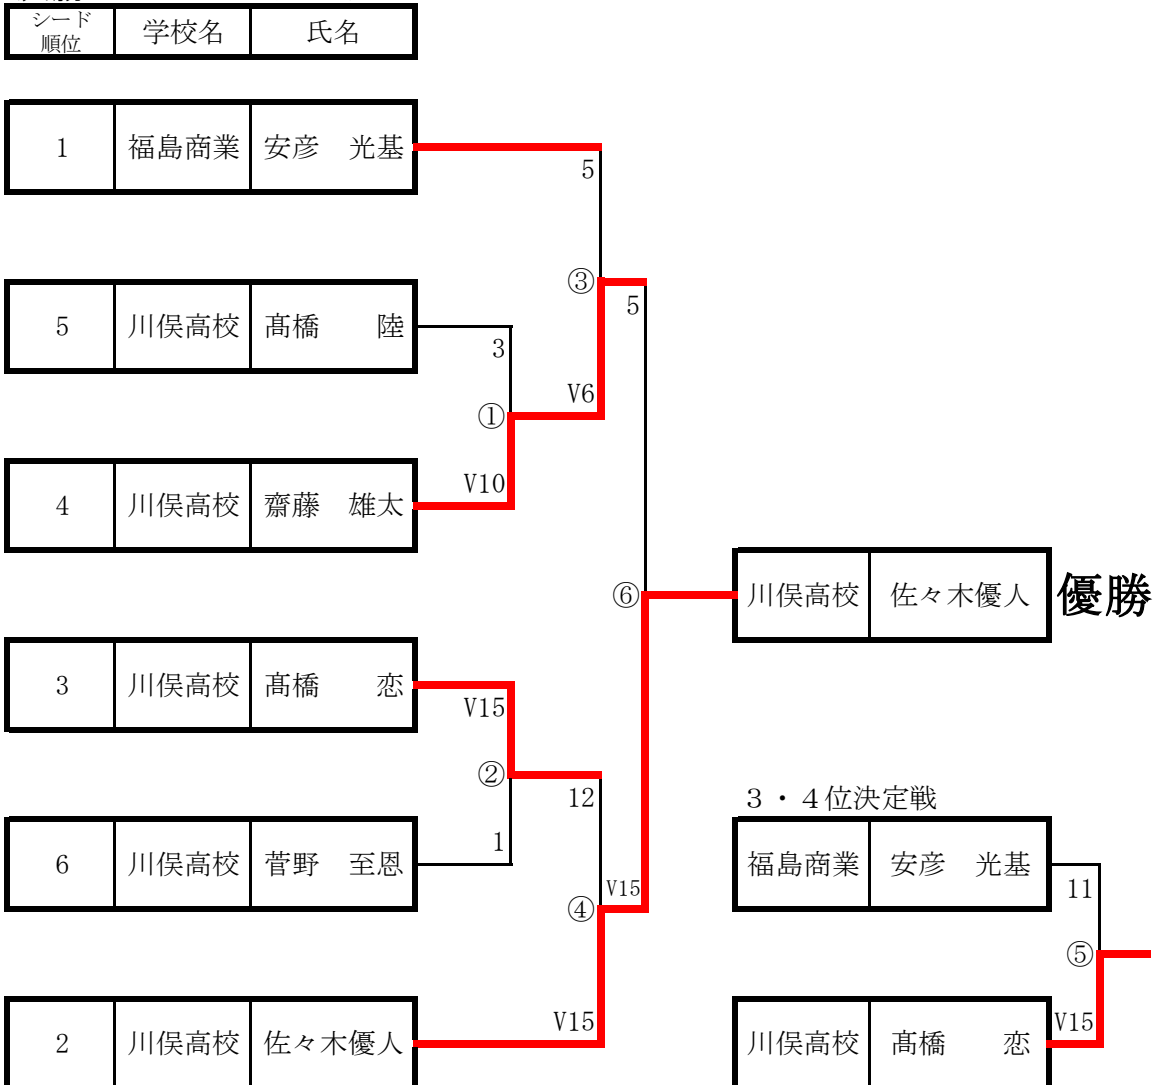 シード
順位 学校名 氏名
1 福島商業 安彦 光基
5
③
5
5 川俣高校 髙橋 陸
3
V6
①
4 川俣高校 齋藤 雄太
V10
⑥
川俣高校 佐々木優人 優勝
3 川俣高校 髙橋 恋
V15
②
12
3・4位決定戦
6 川俣高校 菅野 至恩
1
V15
④
福島商業 安彦 光基
11
⑤
2 川俣高校 佐々木優人
V15
川俣高校 髙橋 恋
V15